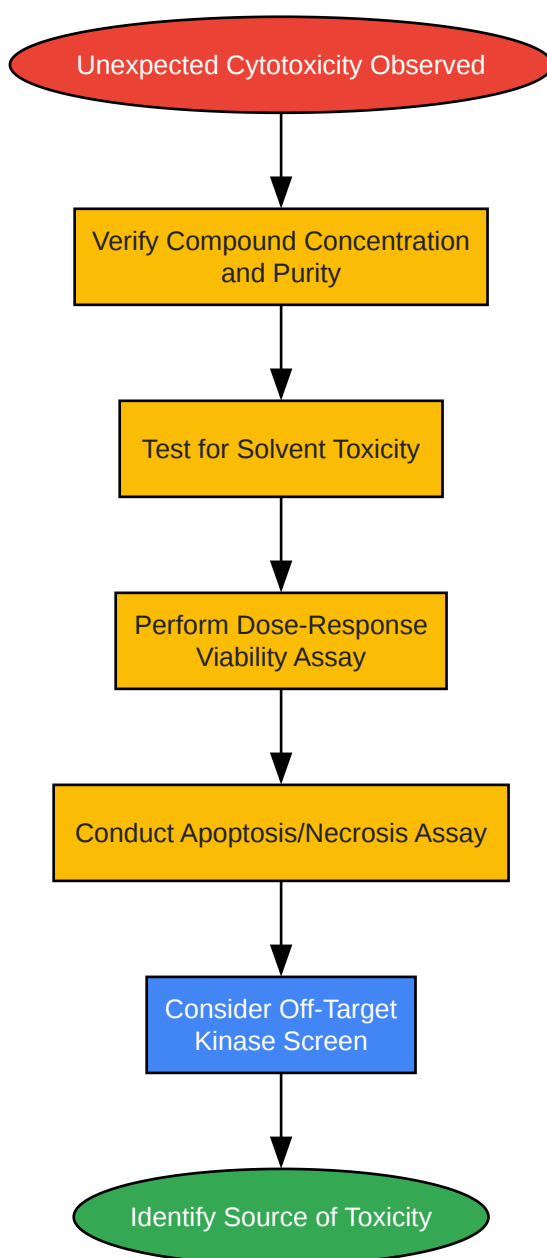 Unexpected Cytotoxicity Observed
Verify Compound Concentration
and Purity
Test for Solvent Toxicity
Perform Dose-Response
Viability Assay
Conduct Apoptosis/Necrosis Assay
Consider Off-Target
Kinase Screen
Identify Source of Toxicity